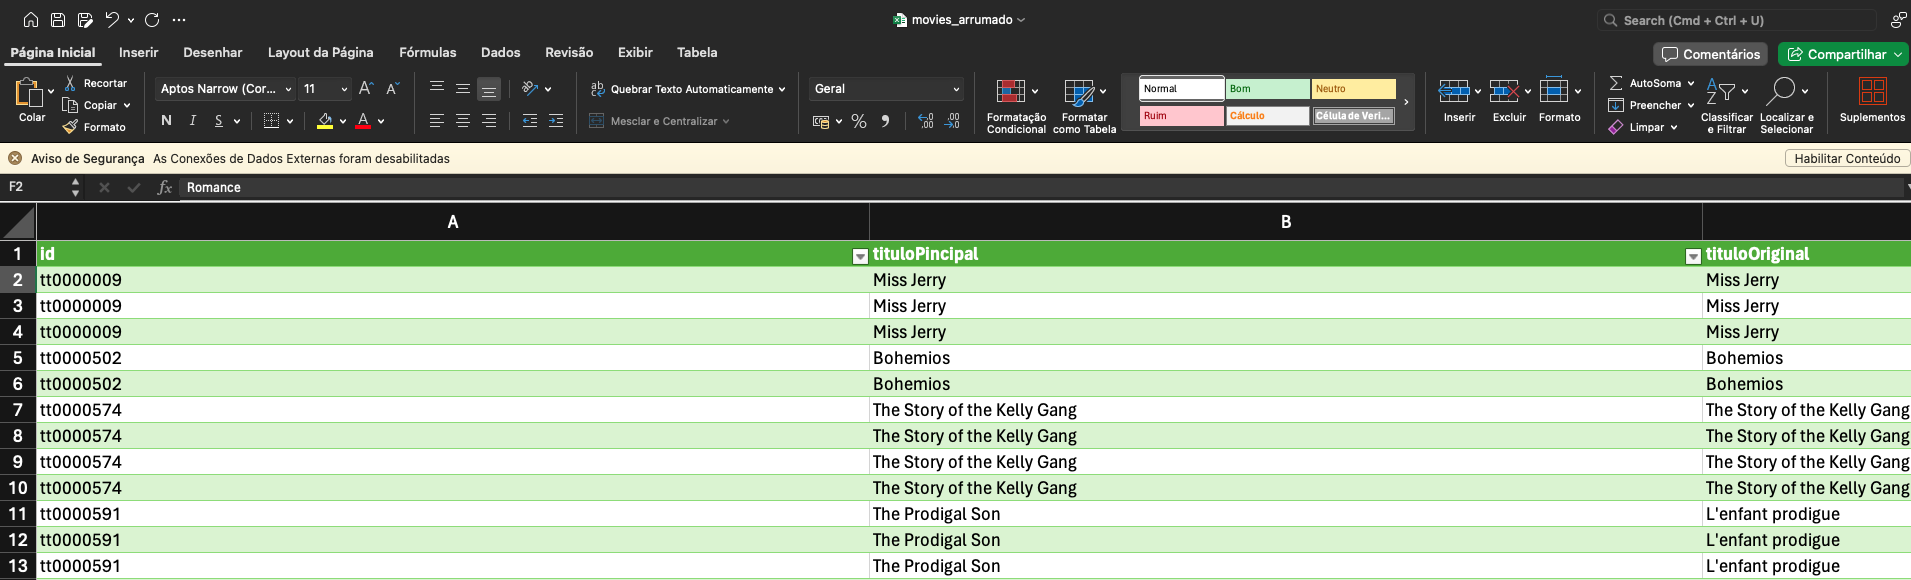 movies_arrumado
Search (Cmd + Ctrl + U)
Página Inicial Inserir Desenhar Layout da Página Fórmulas Dados Revisão Exibir Tabela
Comentários Compartilhar
Colar
Recortar
Copiar
Formato
Aptos Narrow (Cor... 11
N I S
Quebrar Texto Automaticamente
Mesclar e Centralizar
Geral
Formatação Condicional
Formatar como Tabela
Normal Bom Neutro
Ruim Cálculo Célula de Veri...
Inserir Excluir Formato
AutoSoma
Preencher
Limpar
Classificar e Filtrar
Localizar e Selecionar
Suplementos
Aviso de Segurança As Conexões de Dados Externas foram desabilitadas
Habilitar Conteúdo
F2 fx Romance
A B
1 id tituloPincipal tituloOriginal
2 tt0000009 Miss Jerry Miss Jerry
3 tt0000009 Miss Jerry Miss Jerry
4 tt0000009 Miss Jerry Miss Jerry
5 tt0000502 Bohemios Bohemios
6 tt0000502 Bohemios Bohemios
7 tt0000574 The Story of the Kelly Gang The Story of the Kelly Gang
8 tt0000574 The Story of the Kelly Gang The Story of the Kelly Gang
9 tt0000574 The Story of the Kelly Gang The Story of the Kelly Gang
10 tt0000574 The Story of the Kelly Gang The Story of the Kelly Gang
11 tt0000591 The Prodigal Son L'enfant prodigue
12 tt0000591 The Prodigal Son L'enfant prodigue
13 tt0000591 The Prodigal Son L'enfant prodigue